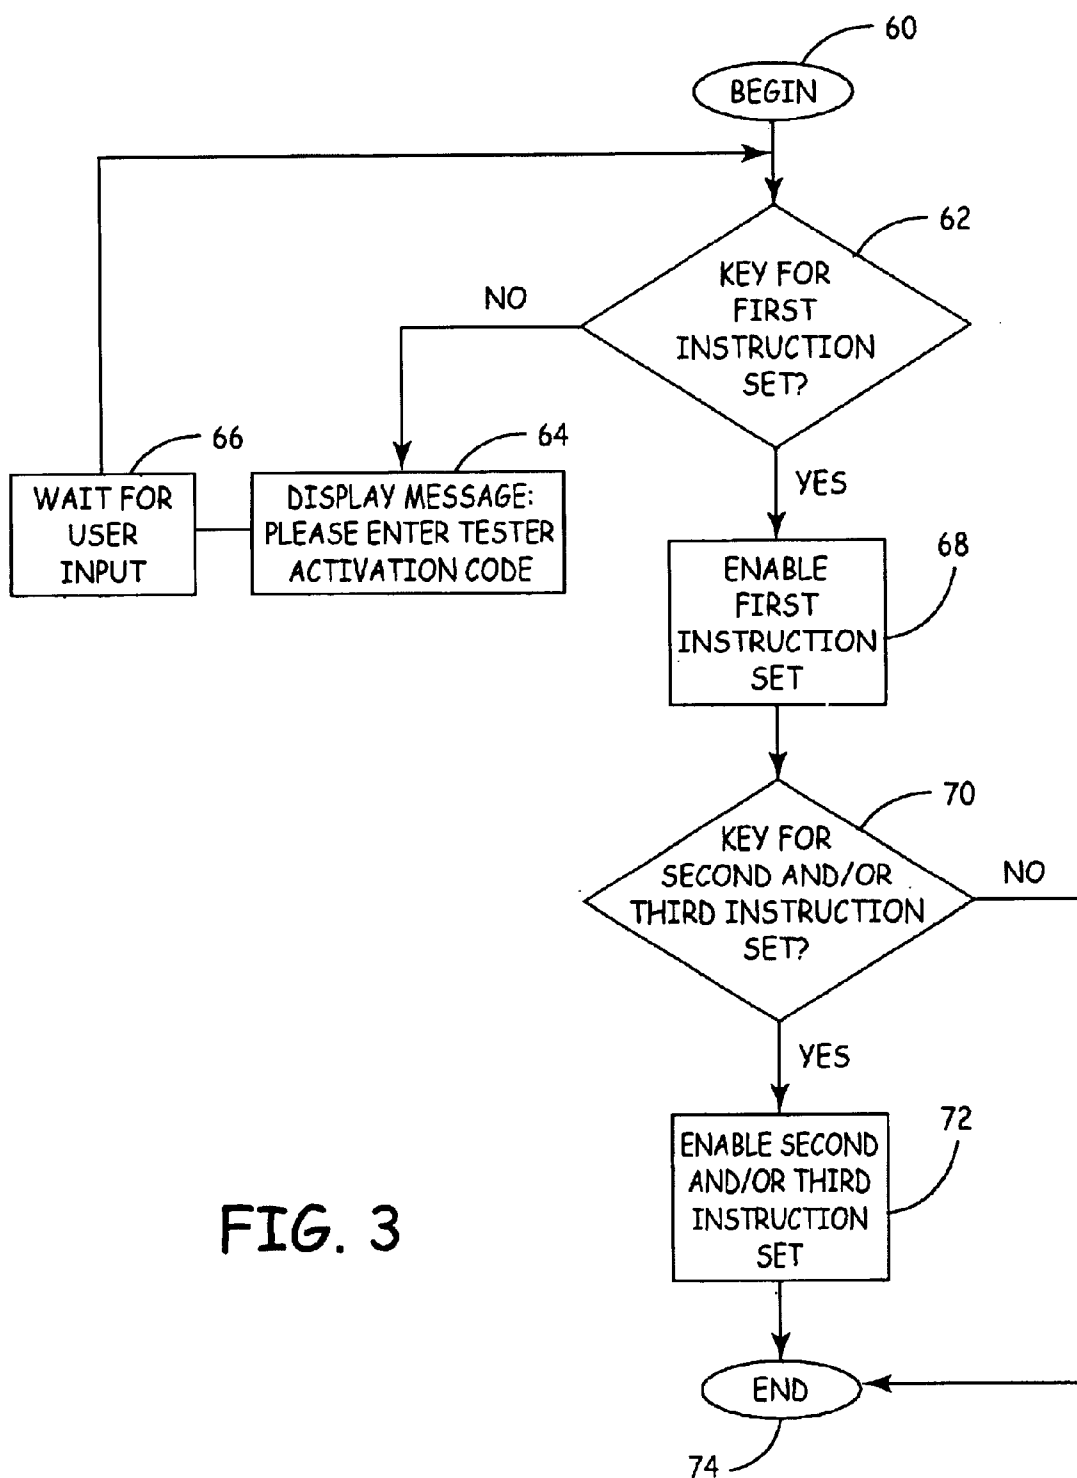 60
BEGIN
62
KEY FOR
FIRST
INSTRUCTION
SET?
NO
YES
66
WAIT FOR
USER
INPUT
64
DISPLAY MESSAGE:
PLEASE ENTER TESTER
ACTIVATION CODE
68
ENABLE
FIRST
INSTRUCTION
SET
70
KEY FOR
SECOND AND/OR
THIRD INSTRUCTION
SET?
NO
YES
72
ENABLE SECOND
AND/OR THIRD
INSTRUCTION
SET
FIG. 3
END
74